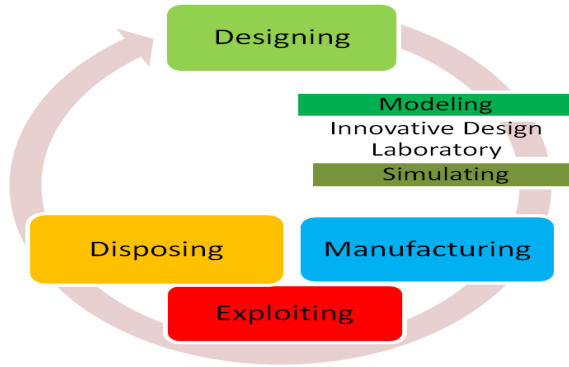 Designing
Modeling
Innovative Design
Laboratory
Simulating
Disposing
Manufacturing
Exploiting